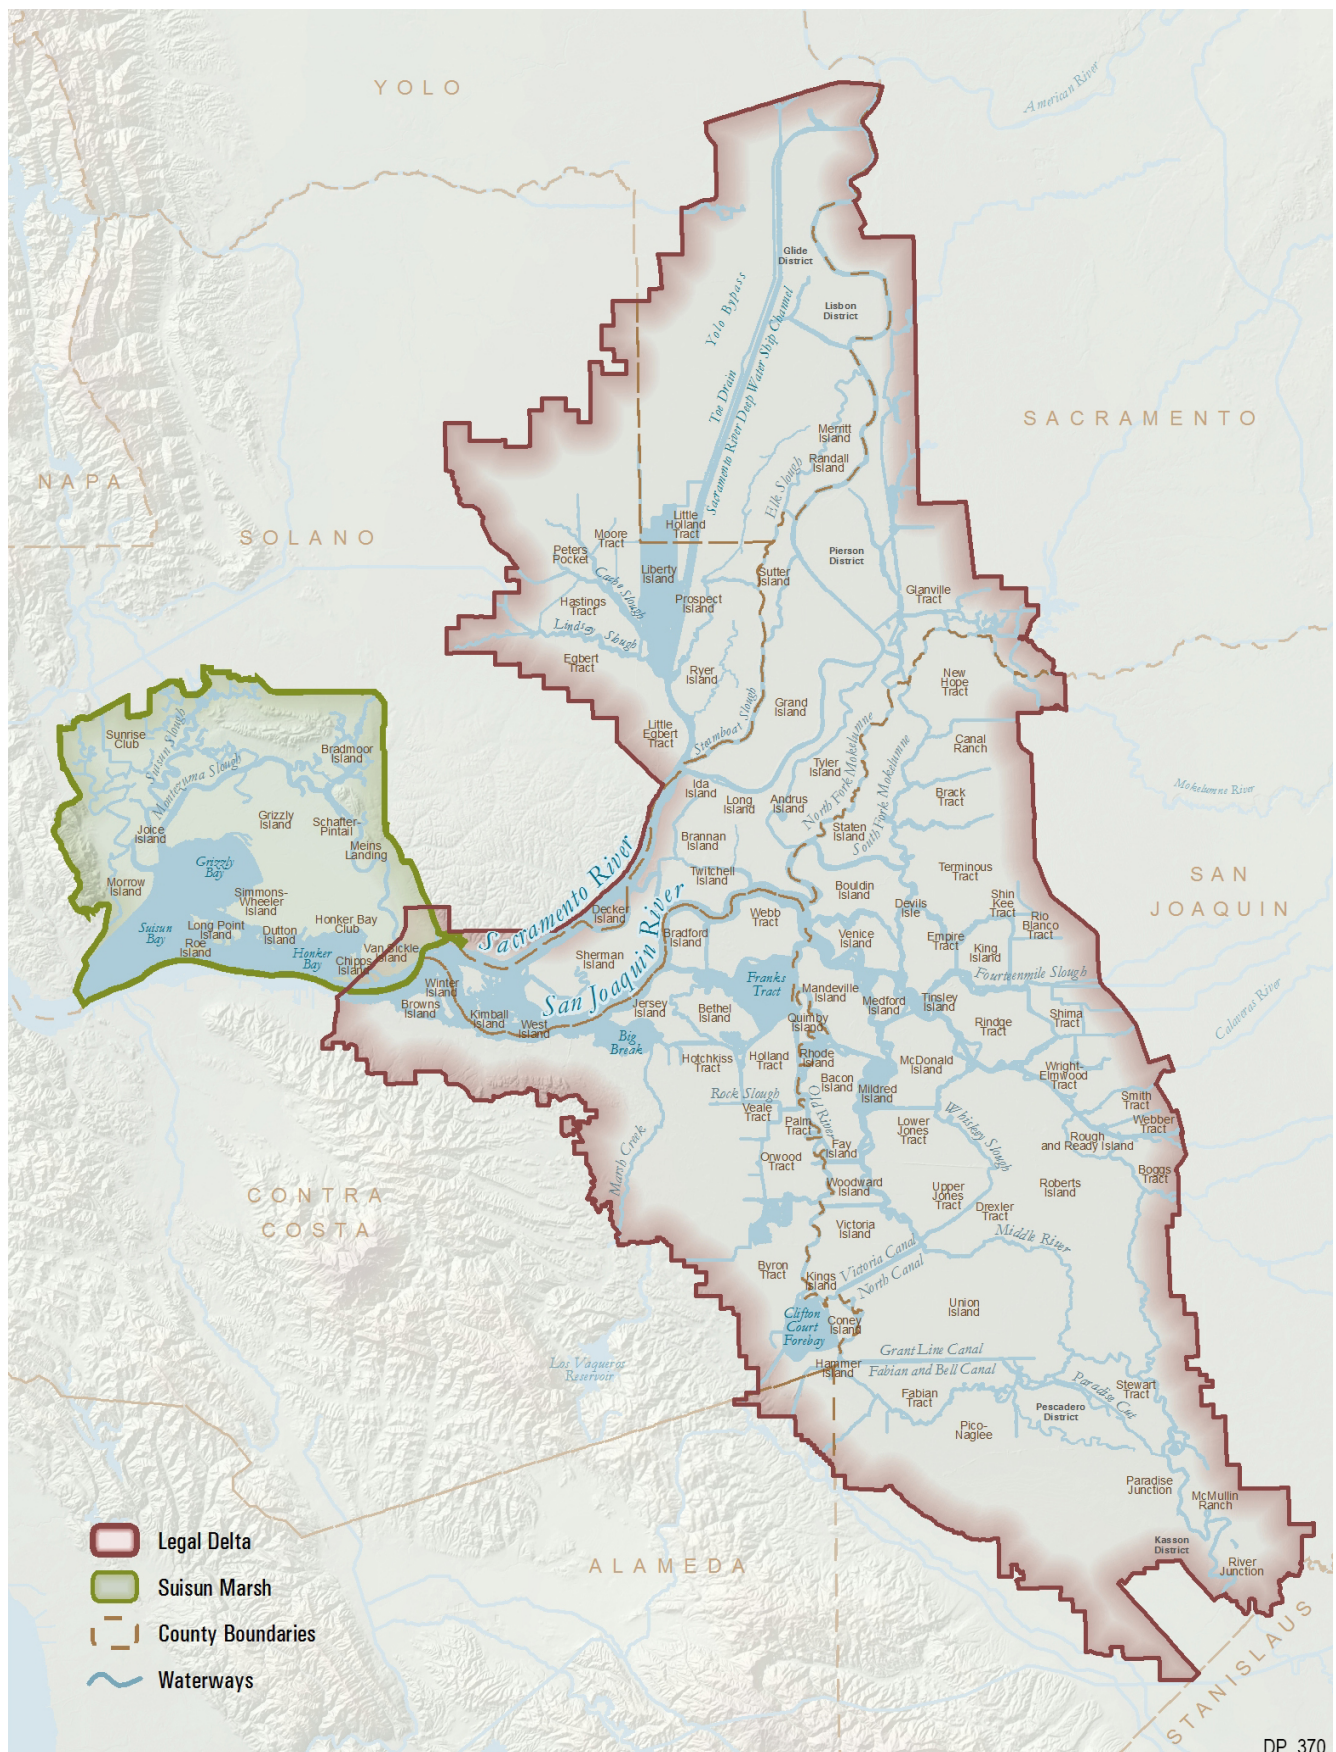 YOLO
American River
Glide
District
Yolo Bypass
Lisbon
District
Toe Drain
Sacramento River Deep Water Ship Channel
SACRAMENTO
Merritt
Island
Randall
Island
Elk Slough
NAPA
SOLANO
Little
Holland
Tract
Moore
Tract
Peters
Pocket
Pierson
District
Liberty
Island
Sutter
Island
Cache Slough
Glanville
Tract
Prospect
Island
Hastings
Tract
Lindsey Slough
Egbert
Tract
Ryer
Island
New
Hope
Tract
Grand
Island
Steamboat Slough
Little
Egbert
Tract
Sunrise
Club
Suisun Slough
Bradmoor
Island
Canal
Ranch
Montezuma Slough
Tyler
Island
North Fork Mokelumne
South Fork Mokelumne
Ida
Island
Long
Island
Andrus
Island
Brack
Tract
Mokelumne River
Grizzly
Island
Schafter-
Pintail
Joice
Island
Staten
Island
Brannan
Island
Meins
Landing
Grizzly
Bay
Sacramento River
Twitchell
Island
Terminous
Tract
SAN
JOAQUIN
Morrow
Island
Simmons-
Wheeler
Island
Bouldin
Island
Shin
Kee
Tract
Devils
Isle
Decker
Island
Webb
Tract
Rio
Blanco
Tract
Suisun
Bay
Long Point
Island
Honker Bay
Club
Dutton
Island
Roe
Island
Bradford
Island
Venice
Island
Empire
Tract
King
Island
Honker
Bay
Van Sickle
Island
Chipps
Island
Sherman
Island
San Joaquin River
Fourteenmile Slough
Franks
Tract
Winter
Island
Mandeville
Island
Medford
Island
Tinsley
Island
Calaveras River
Browns
Island
Kimball
Island
West
Island
Jersey
Island
Bethel
Island
Quimby
Island
Rindge
Tract
Shima
Tract
Big
Break
Hotchkiss
Tract
Holland
Tract
Rhode
Island
McDonald
Island
Wright-
Elmwood
Tract
Bacon
Island
Mildred
Island
Rock Slough
Old River
Smith
Tract
Veale
Tract
Palm
Tract
Lower
Jones
Tract
Whiskey Slough
Webber
Tract
Rough
and Ready Island
Marsh Creek
Fay
Island
Orwood
Tract
Boggs
Tract
CONTRA
COSTA
Woodward
Island
Upper
Jones
Tract
Roberts
Island
Drexler
Tract
Victoria
Island
Middle River
Victoria Canal
North Canal
Byron
Tract
Kings
Island
Union
Island
Clifton
Court
Forebay
Coney
Island
Grant Line Canal
Los Vaqueros
Reservoir
Hammer
Island
Fabian and Bell Canal
Paradise Cut
Stewart
Tract
Fabian
Tract
Pescadero
District
Pico-
Naglee
Paradise
Junction
McMullin
Ranch
Kasson
District
River
Junction
ALAMEDA
STANISLAUS
Legal Delta
Suisun Marsh
County Boundaries
Waterways
DP_370